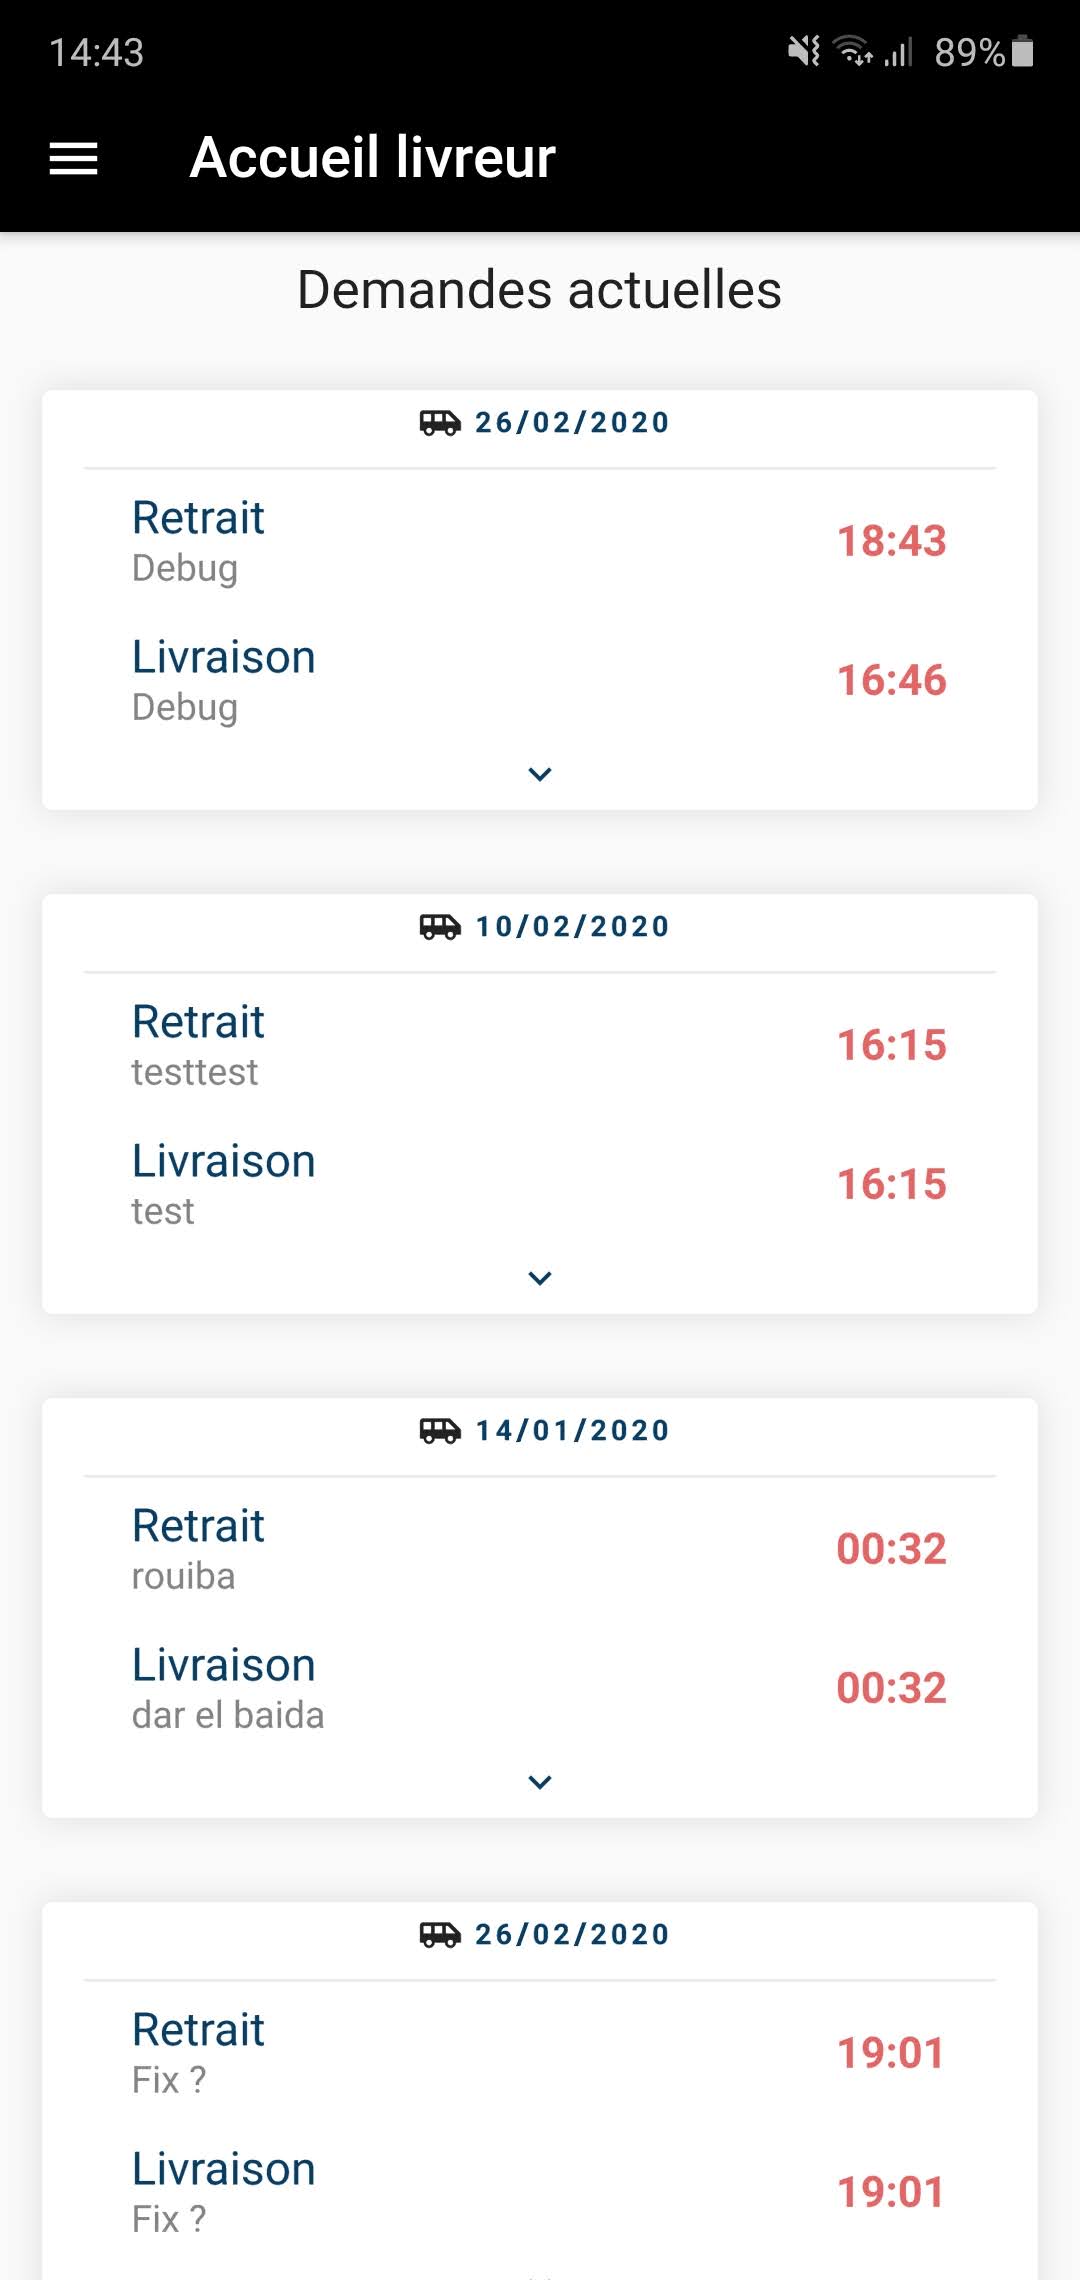 14:43 89%
Accueil livreur
Demandes actuelles
26/02/2020
Retrait
Debug
18:43
Livraison
Debug
16:46
10/02/2020
Retrait
testtest
16:15
Livraison
test
16:15
14/01/2020
Retrait
rouiba
00:32
Livraison
dar el baida
00:32
26/02/2020
Retrait
Fix ?
19:01
Livraison
Fix ?
19:01